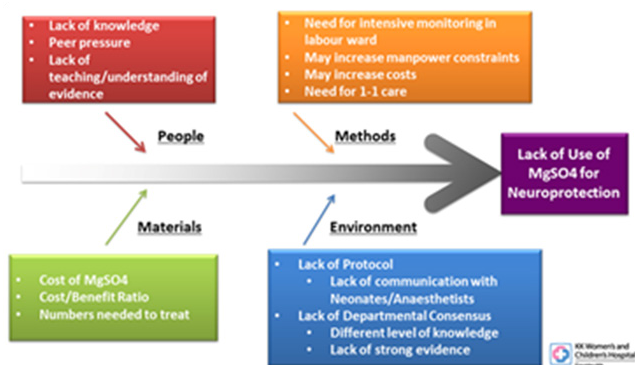 Lack of knowledge
Peer pressure
Lack of
teaching/understanding of
evidence
Need for intensive monitoring in
labour ward
May increase manpower constraints
May increase costs
Need for 1-1 care
People
Methods
Lack of Use of
MgSO4 for
Neuroprotection
Materials
Environment
Cost of MgSO4
Cost/Benefit Ratio
Numbers needed to treat
Lack of Protocol
Lack of communication with
Neonates/Anaesthetists
Lack of Departmental Consensus
Different level of knowledge
Lack of strong evidence
KK Women's and
Children's Hospital